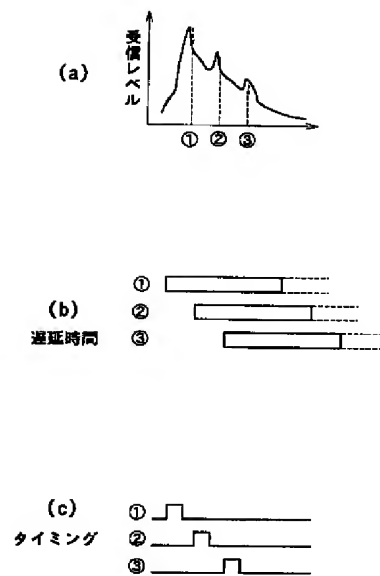 (a)
受信レベル
① ② ③
①
(b) ②
遅延時間 ③
(c) ①
タイミング ②
③